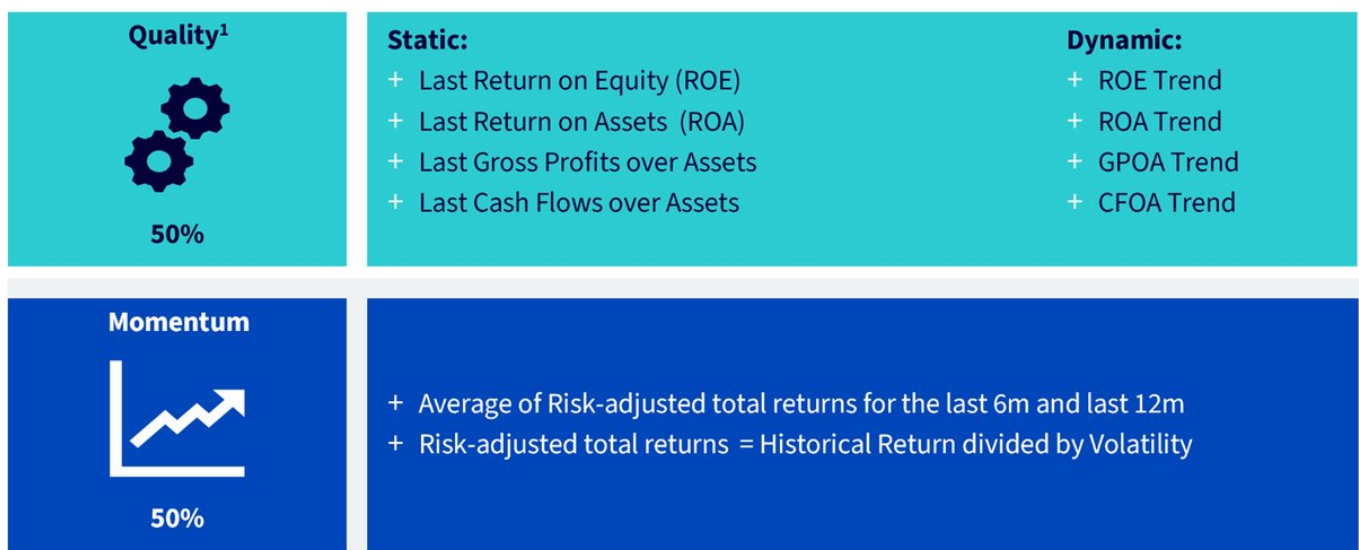 Quality¹
50%
Static:
+ Last Return on Equity (ROE)
+ Last Return on Assets (ROA)
+ Last Gross Profits over Assets
+ Last Cash Flows over Assets
Dynamic:
+ ROE Trend
+ ROA Trend
+ GPOA Trend
+ CFOA Trend
Momentum
50%
+ Average of Risk-adjusted total returns for the last 6m and last 12m
+ Risk-adjusted total returns = Historical Return divided by Volatility